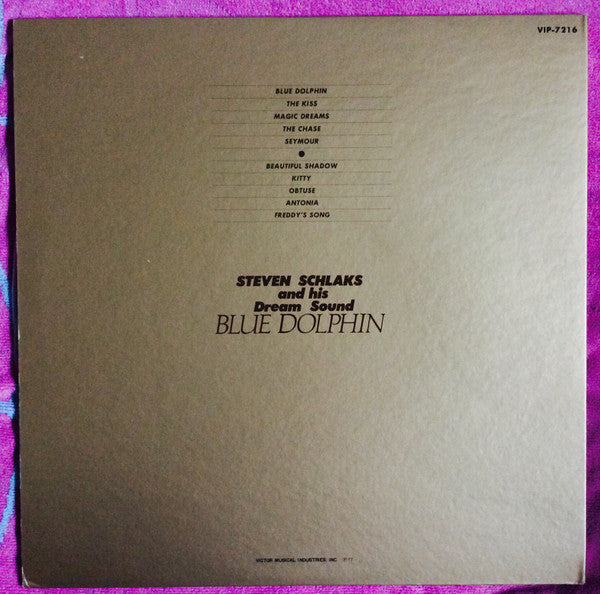 VIP-7216
BLUE DOLPHIN
THE KISS
MAGIC DREAMS
THE CHASE
SEYMOUR
BEAUTIFUL SHADOW
KITTY
OBTUSE
ANTONIA
FREDDY'S SONG
STEVEN SCHLAKS
and his
Dream Sound
BLUE DOLPHIN
VICTOR MUSICAL INDUSTRIES, INC.